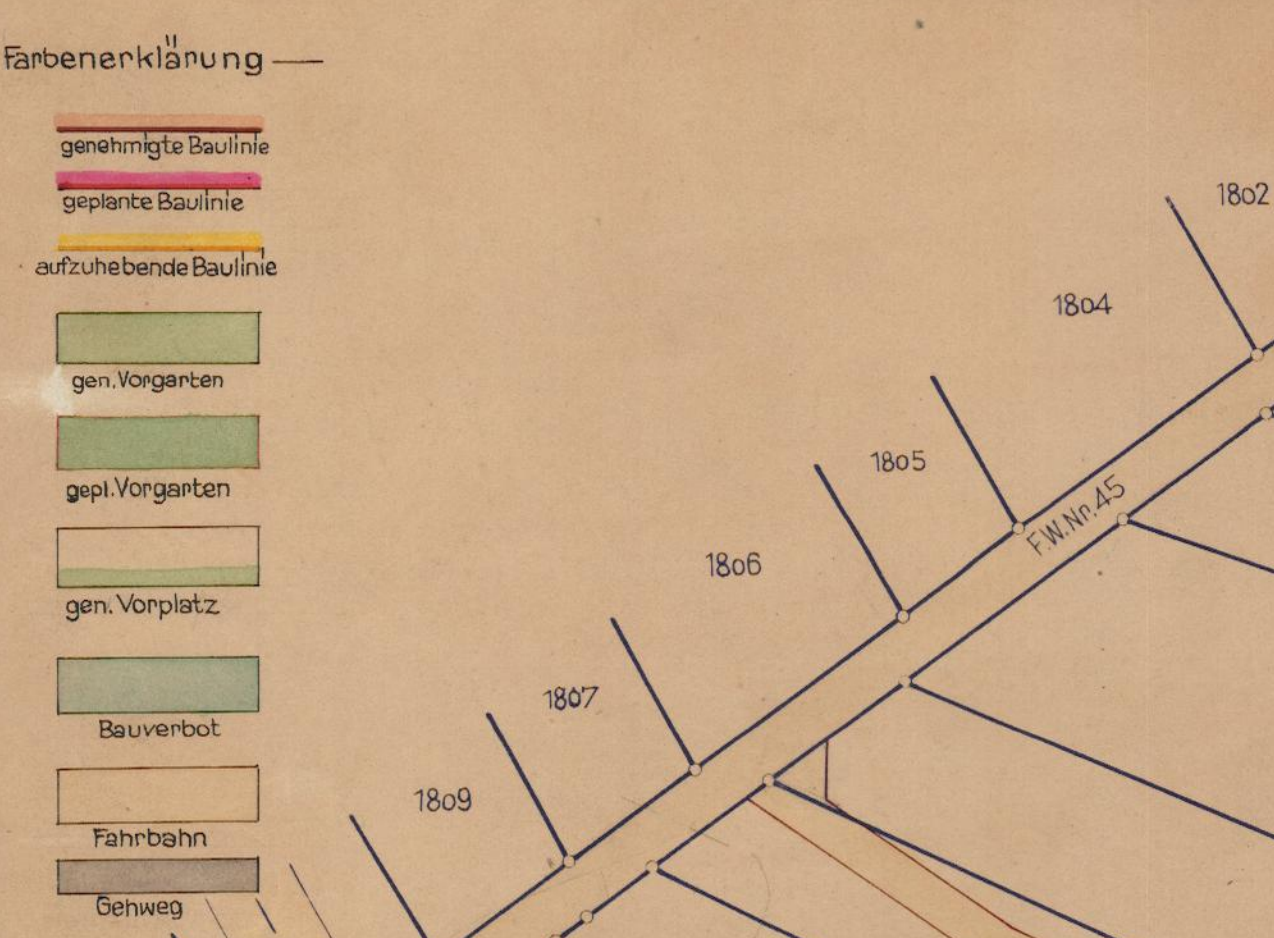 Farbenerklärung —
genehmigte Baulinie
geplante Baulinie
aufzuhebende Baulinie
gen. Vorgarten
gepl. Vorgarten
gen. Vorplatz
Bauverbot
Fahrbahn
Gehweg
1802
1804
1805
F.W.Nr.45
1806
1807
1809